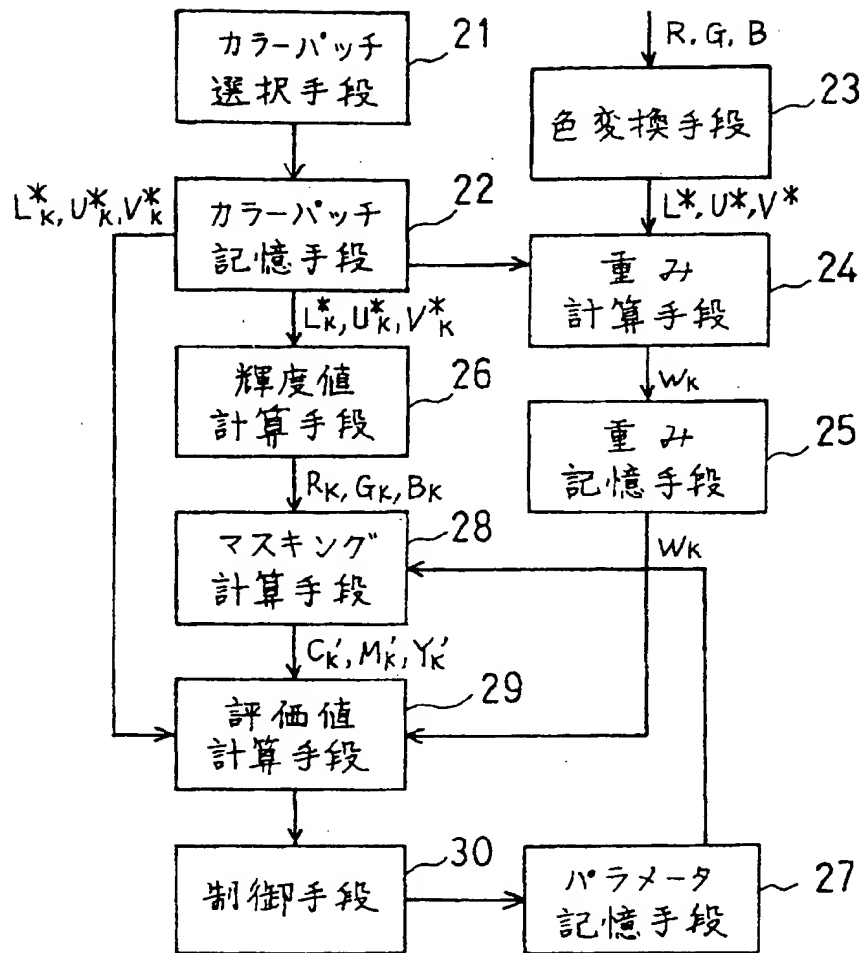 カラーパッチ
選択手段
21
R, G, B
色変換手段
23
L*K, U*K, V*K
カラーパッチ
記憶手段
22
L*, U*, V*
重み
計算手段
24
L*K, U*K, V*K
輝度値
計算手段
26
WK
重み
記憶手段
25
RK, GK, BK
マスキング
計算手段
28
WK
CK', MK', YK'
評価値
計算手段
29
制御手段
30
パラメータ
記憶手段
27